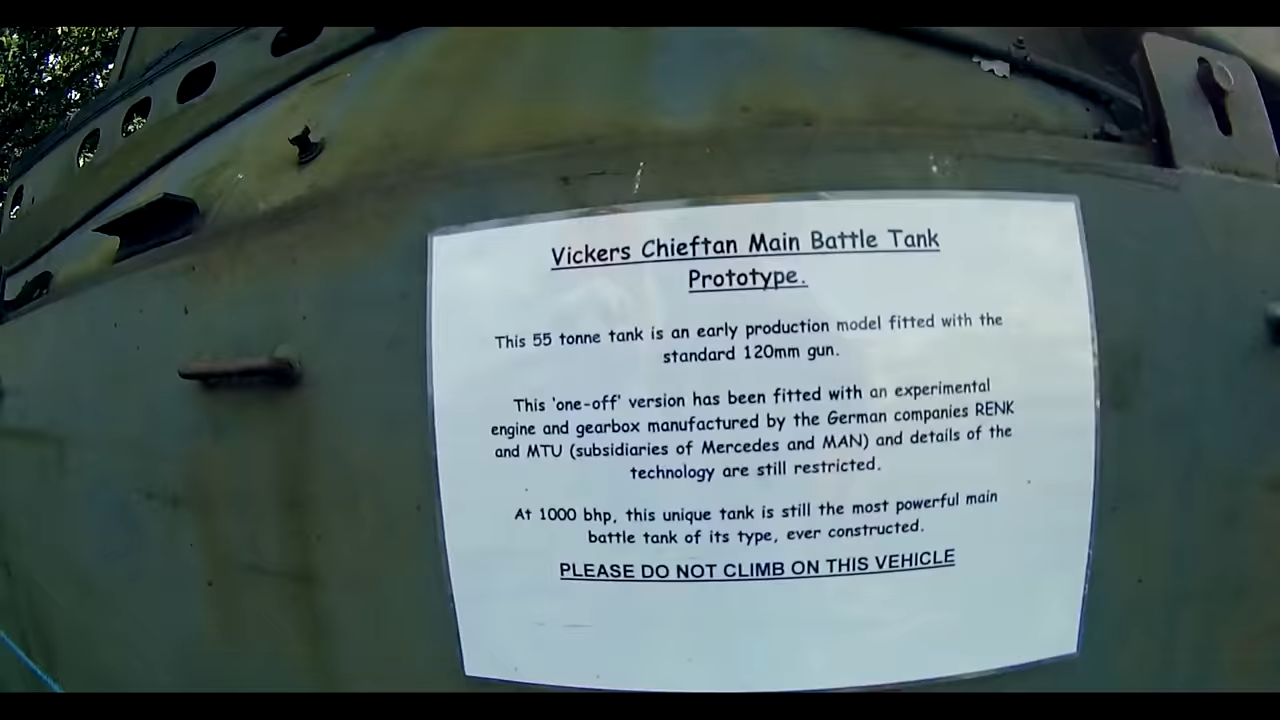 Vickers Chieftan Main Battle Tank
Prototype.
This 55 tonne tank is an early production model fitted with the
standard 120mm gun.
This 'one-off' version has been fitted with an experimental
engine and gearbox manufactured by the German companies RENK
and MTU (subsidiaries of Mercedes and MAN) and details of the
technology are still restricted.
At 1000 bhp, this unique tank is still the most powerful main
battle tank of its type, ever constructed.
PLEASE DO NOT CLIMB ON THIS VEHICLE